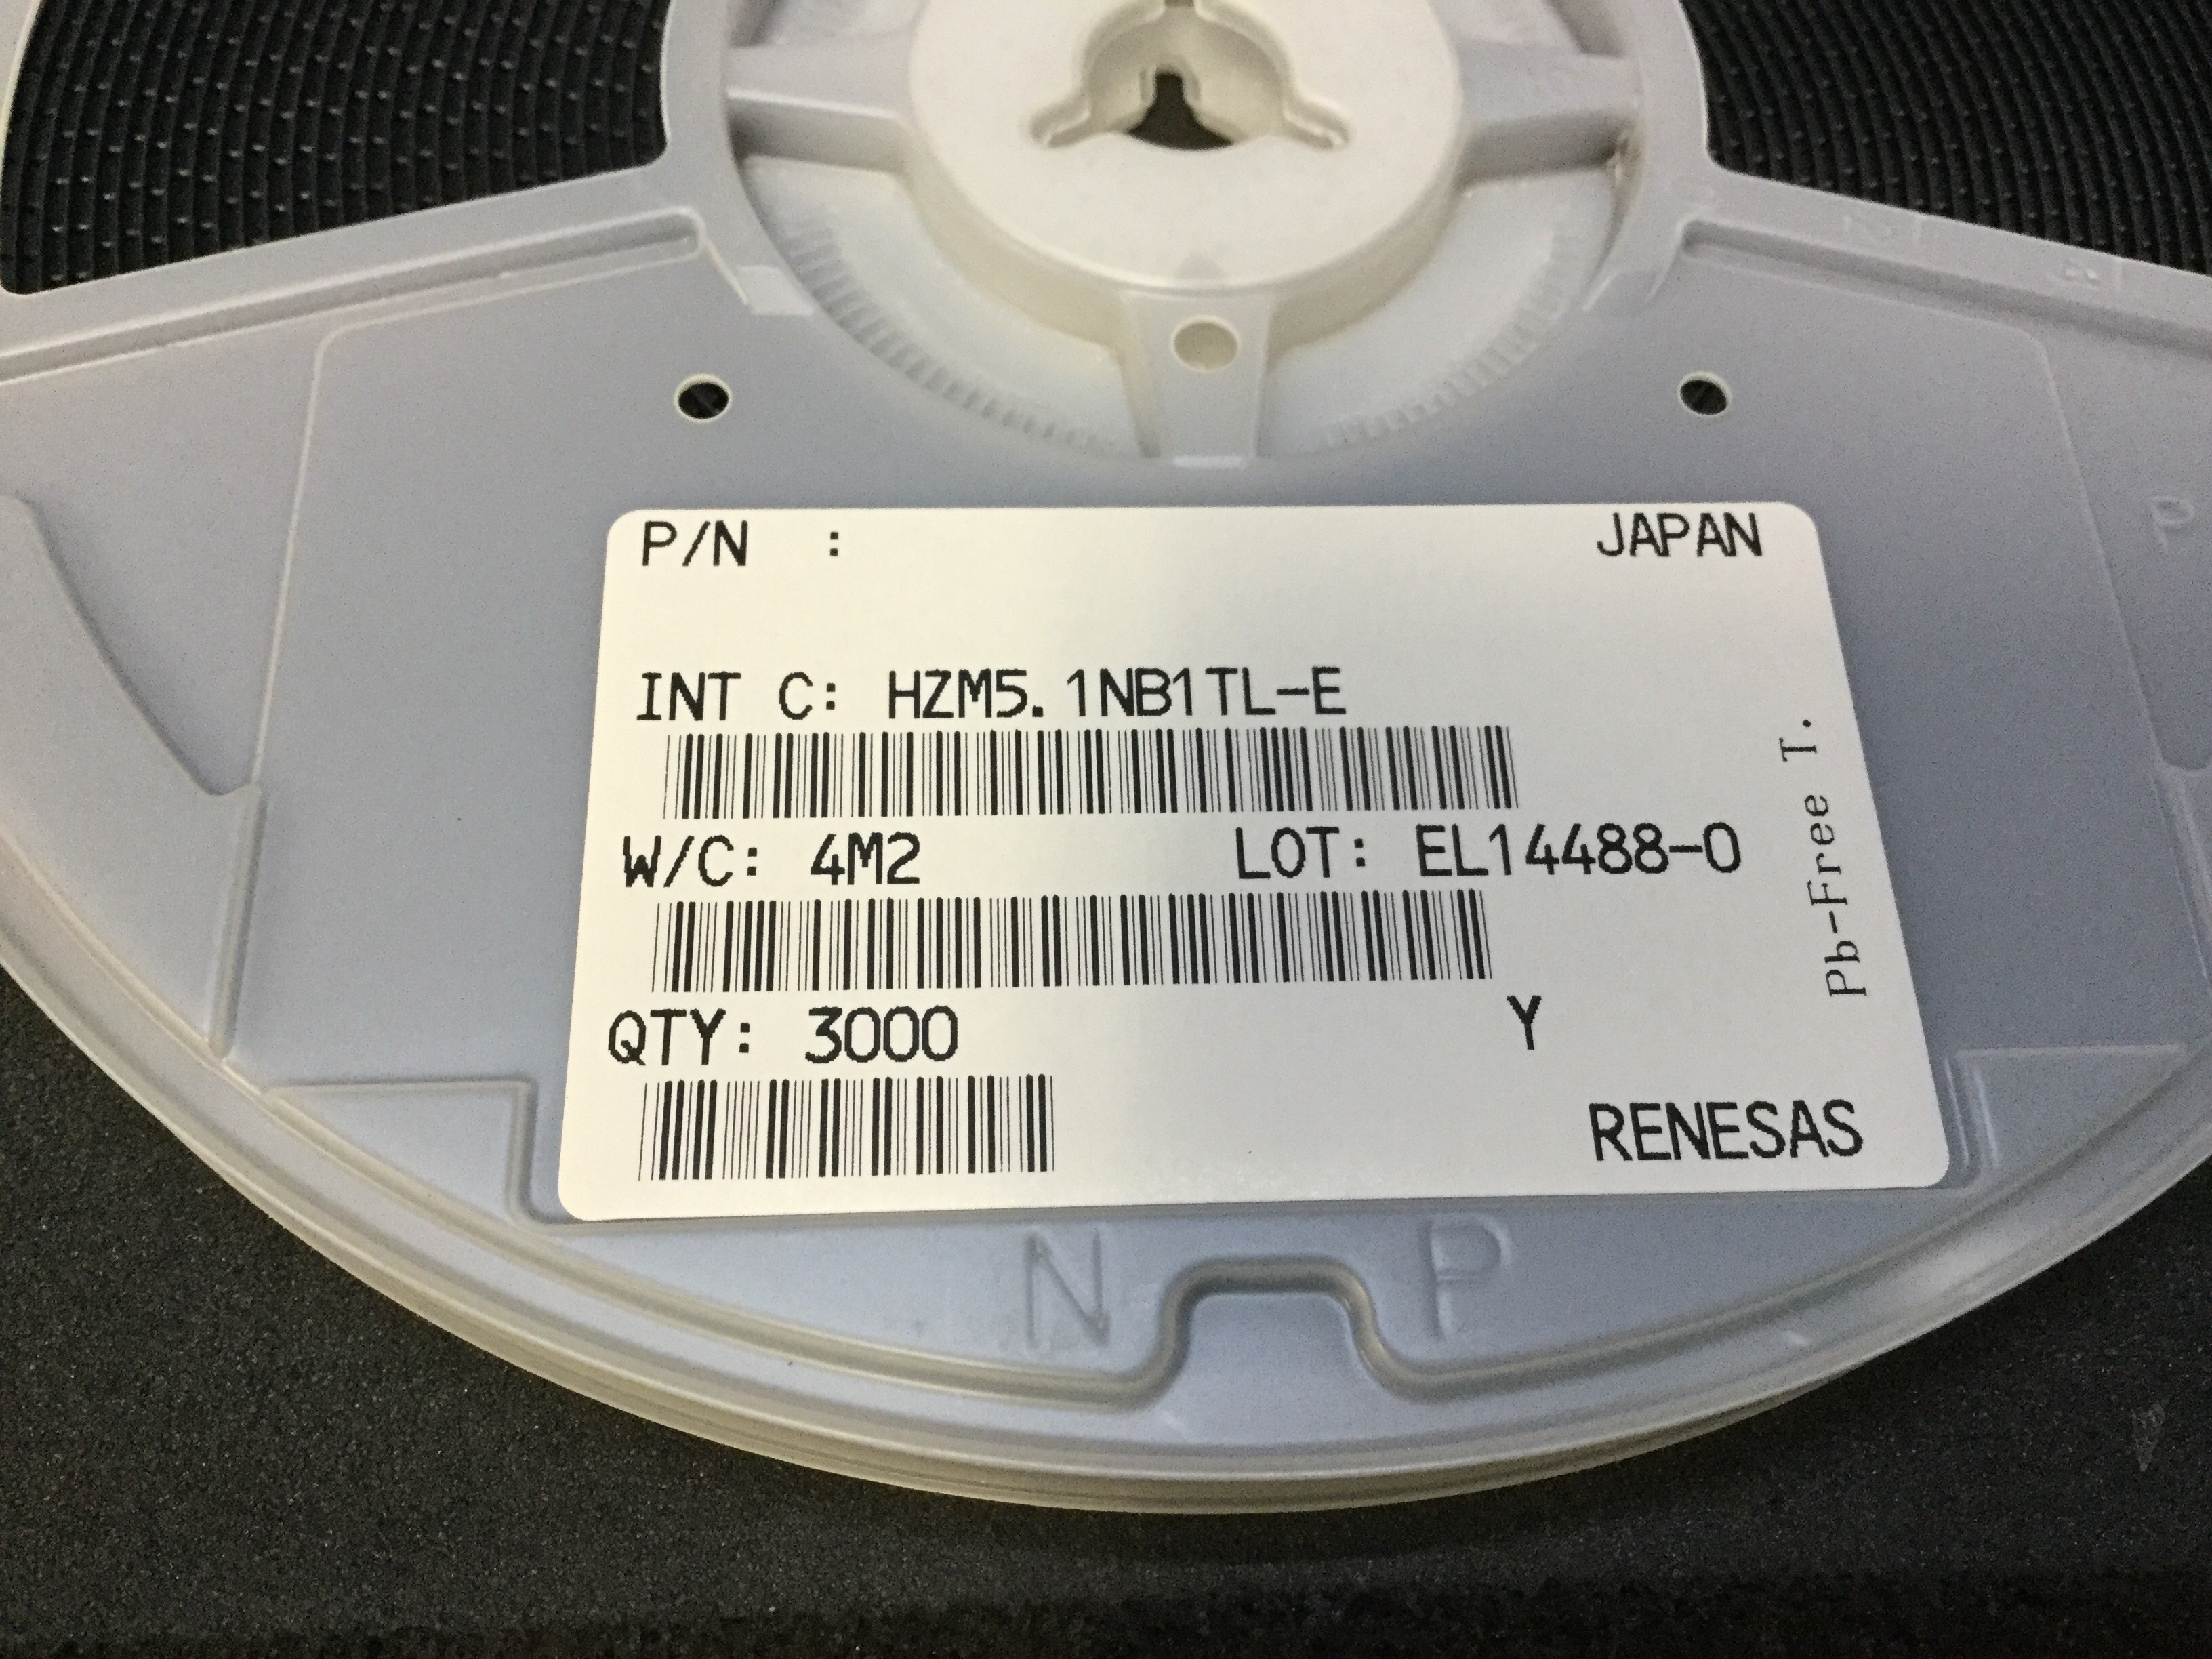 P/N : JAPAN
INT C: HZM5.1NB1TL-E
W/C: 4M2 LOT: EL14488-0
QTY: 3000 Y
RENESAS
Pb-Free T.
N P
P